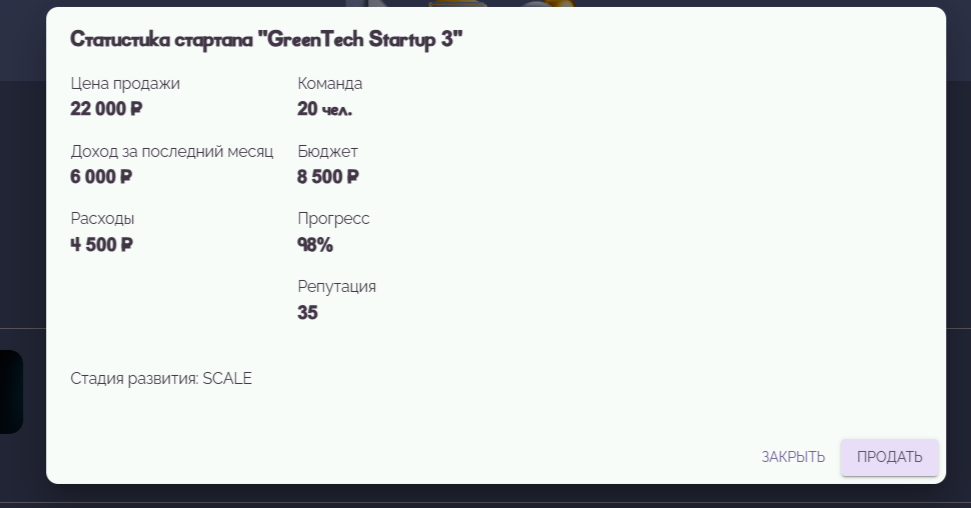 Статистика стартапа "GreenTech Startup 3"
Цена продажи
22 000 ₽
Доход за последний месяц
6 000 ₽
Расходы
4 500 ₽
Команда
20 чел.
Бюджет
8 500 ₽
Прогресс
98%
Репутация
35
Стадия развития: SCALE
ЗАКРЫТЬ
ПРОДАТЬ